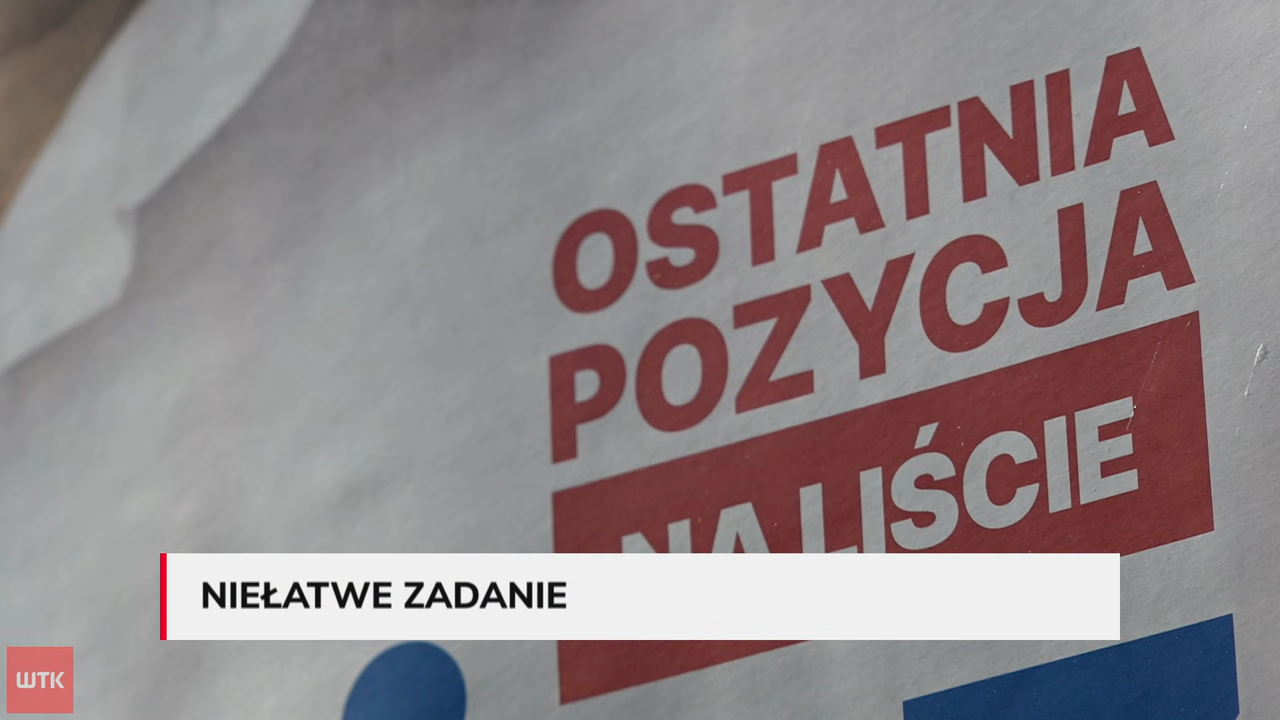 OSTATNIA
POZYCJA
NA LIŚCIE
NIEŁATWE ZADANIE
WTK